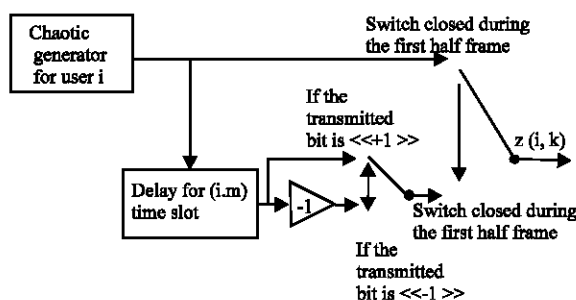 Chaotic
generator
for user i
Switch closed during
the first half frame
If the
transmitted
bit is <<+1 >>
z (i, k)
Delay for (i.m)
time slot
-1
Switch closed during
the first half frame
If the
transmitted
bit is <<-1 >>